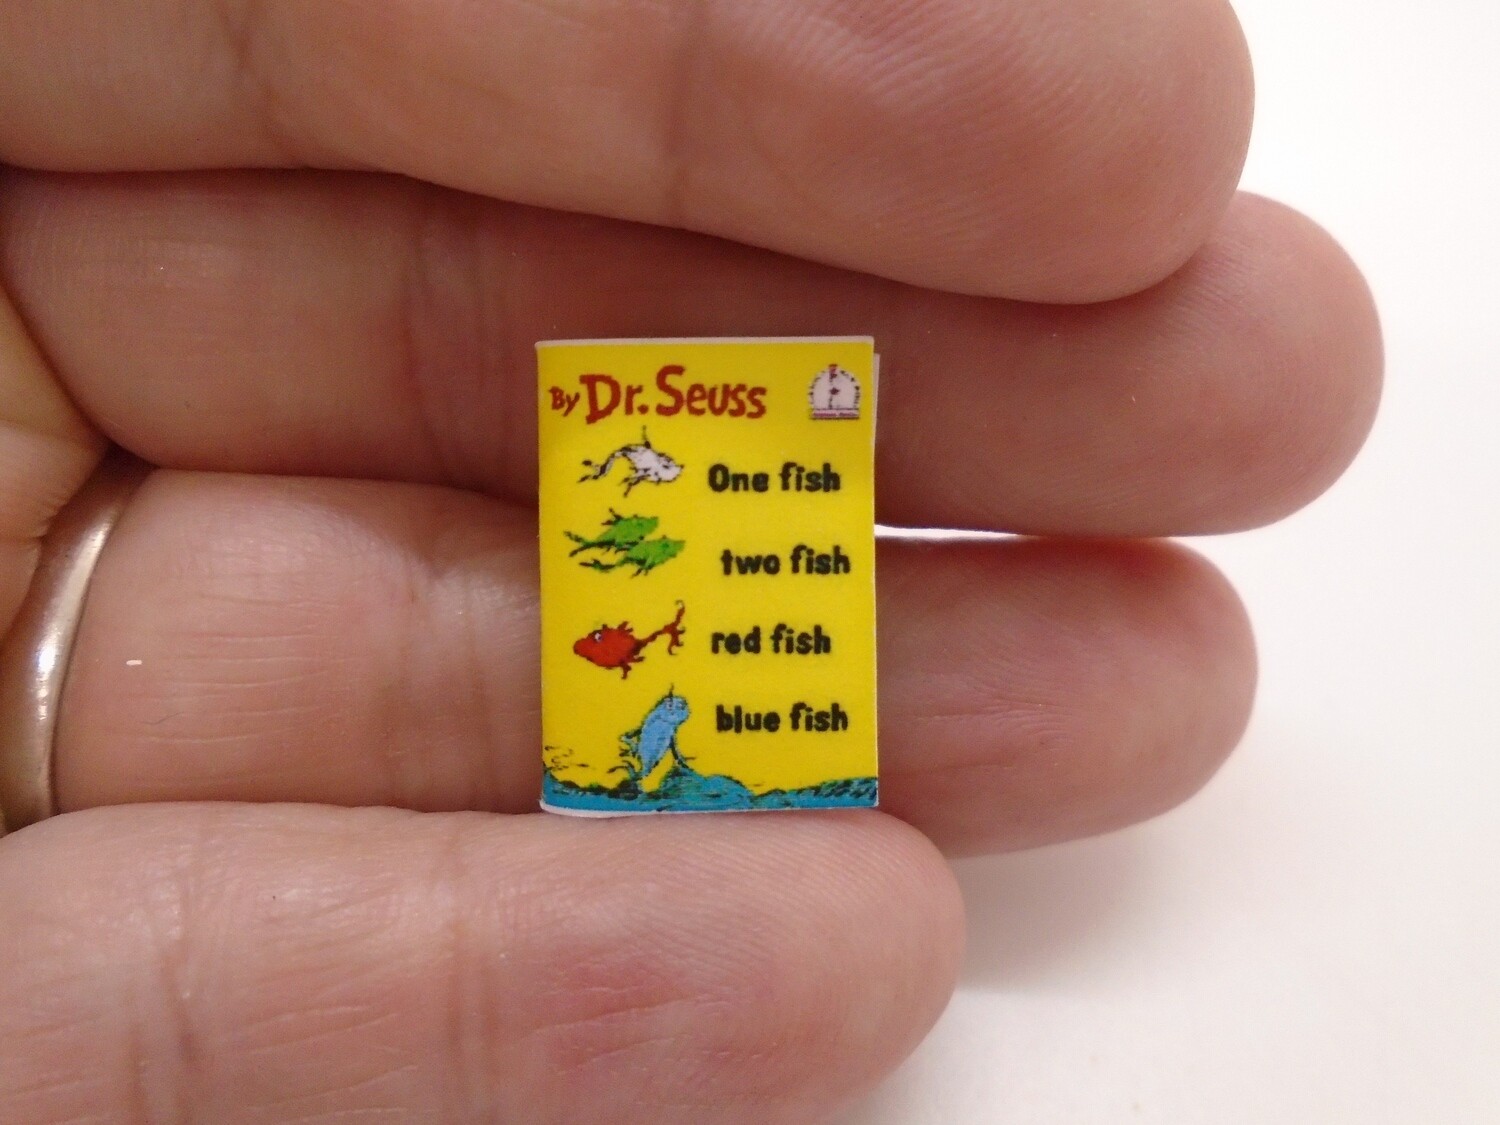 By Dr. Seuss
One fish
two fish
red fish
blue fish